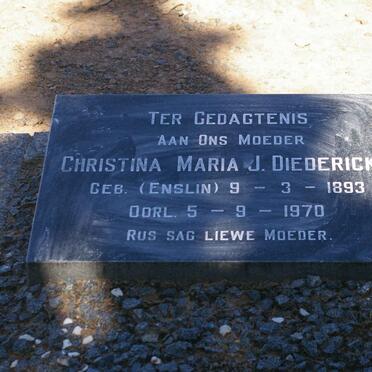 TER GEDAGTENIS
AAN ONS MOEDER
CHRISTINA MARIA J. DIEDERICK
GEB. (ENSLIN) 9 - 3 - 1893
OORL. 5 - 9 - 1970
RUS SAG LIEWE MOEDER.